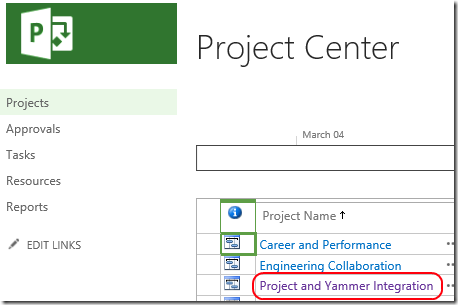 P
Project Center
Projects
Approvals
Tasks
Resources
Reports
EDIT LINKS
March 04
Project Name
Career and Performance
Engineering Collaboration
Project and Yammer Integration